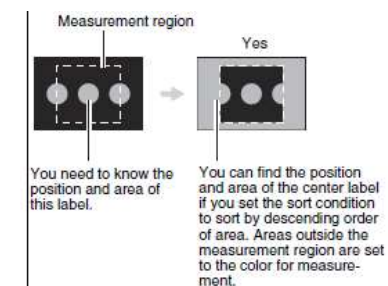 Measurement region
Yes
You need to know the
position and area of
this label.
You can find the position
and area of the center label
if you set the sort condition
to sort by descending order
of area. Areas outside the
measurement region are set
to the color for measure-
ment.